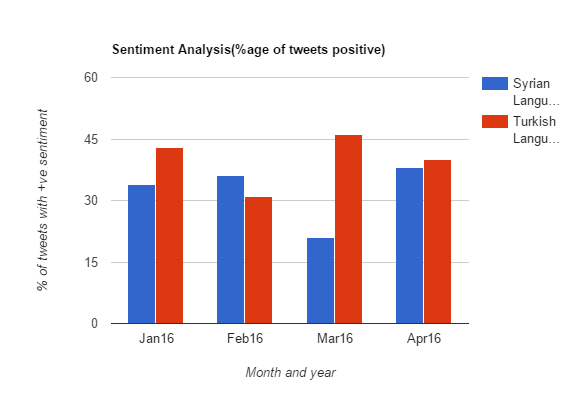 Sentiment Analysis(%age of tweets positive)
60
45
30
15
0
% of tweets with +ve sentiment
Jan16
Feb16
Mar16
Apr16
Month and year
Syrian
Langu...
Turkish
Langu...